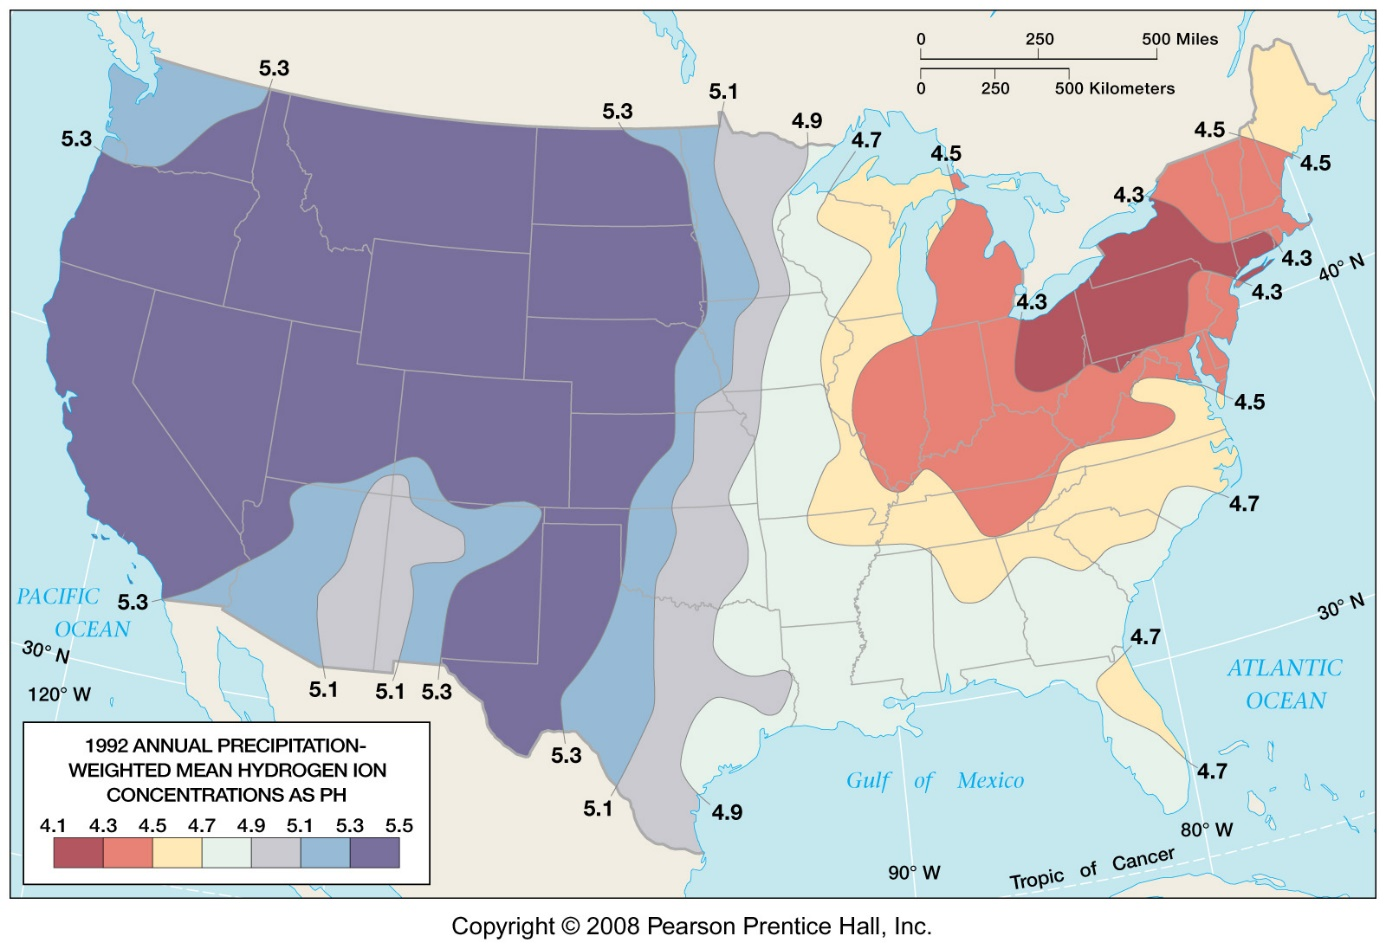 0 250 500 Miles
0 250 500 Kilometers
5.3
5.3
5.3
5.1
4.9
4.7
4.5
4.5
4.5
4.3
4.3
4.3
4.3
40° N
4.5
4.7
PACIFIC
OCEAN
5.3
30° N
120° W
5.1
5.1
5.3
5.3
5.1
4.9
4.7
4.7
30° N
ATLANTIC
OCEAN
Gulf of Mexico
80° W
90° W
Tropic of Cancer
1992 ANNUAL PRECIPITATION-
WEIGHTED MEAN HYDROGEN ION
CONCENTRATIONS AS PH
4.1 4.3 4.5 4.7 4.9 5.1 5.3 5.5
Copyright © 2008 Pearson Prentice Hall, Inc.